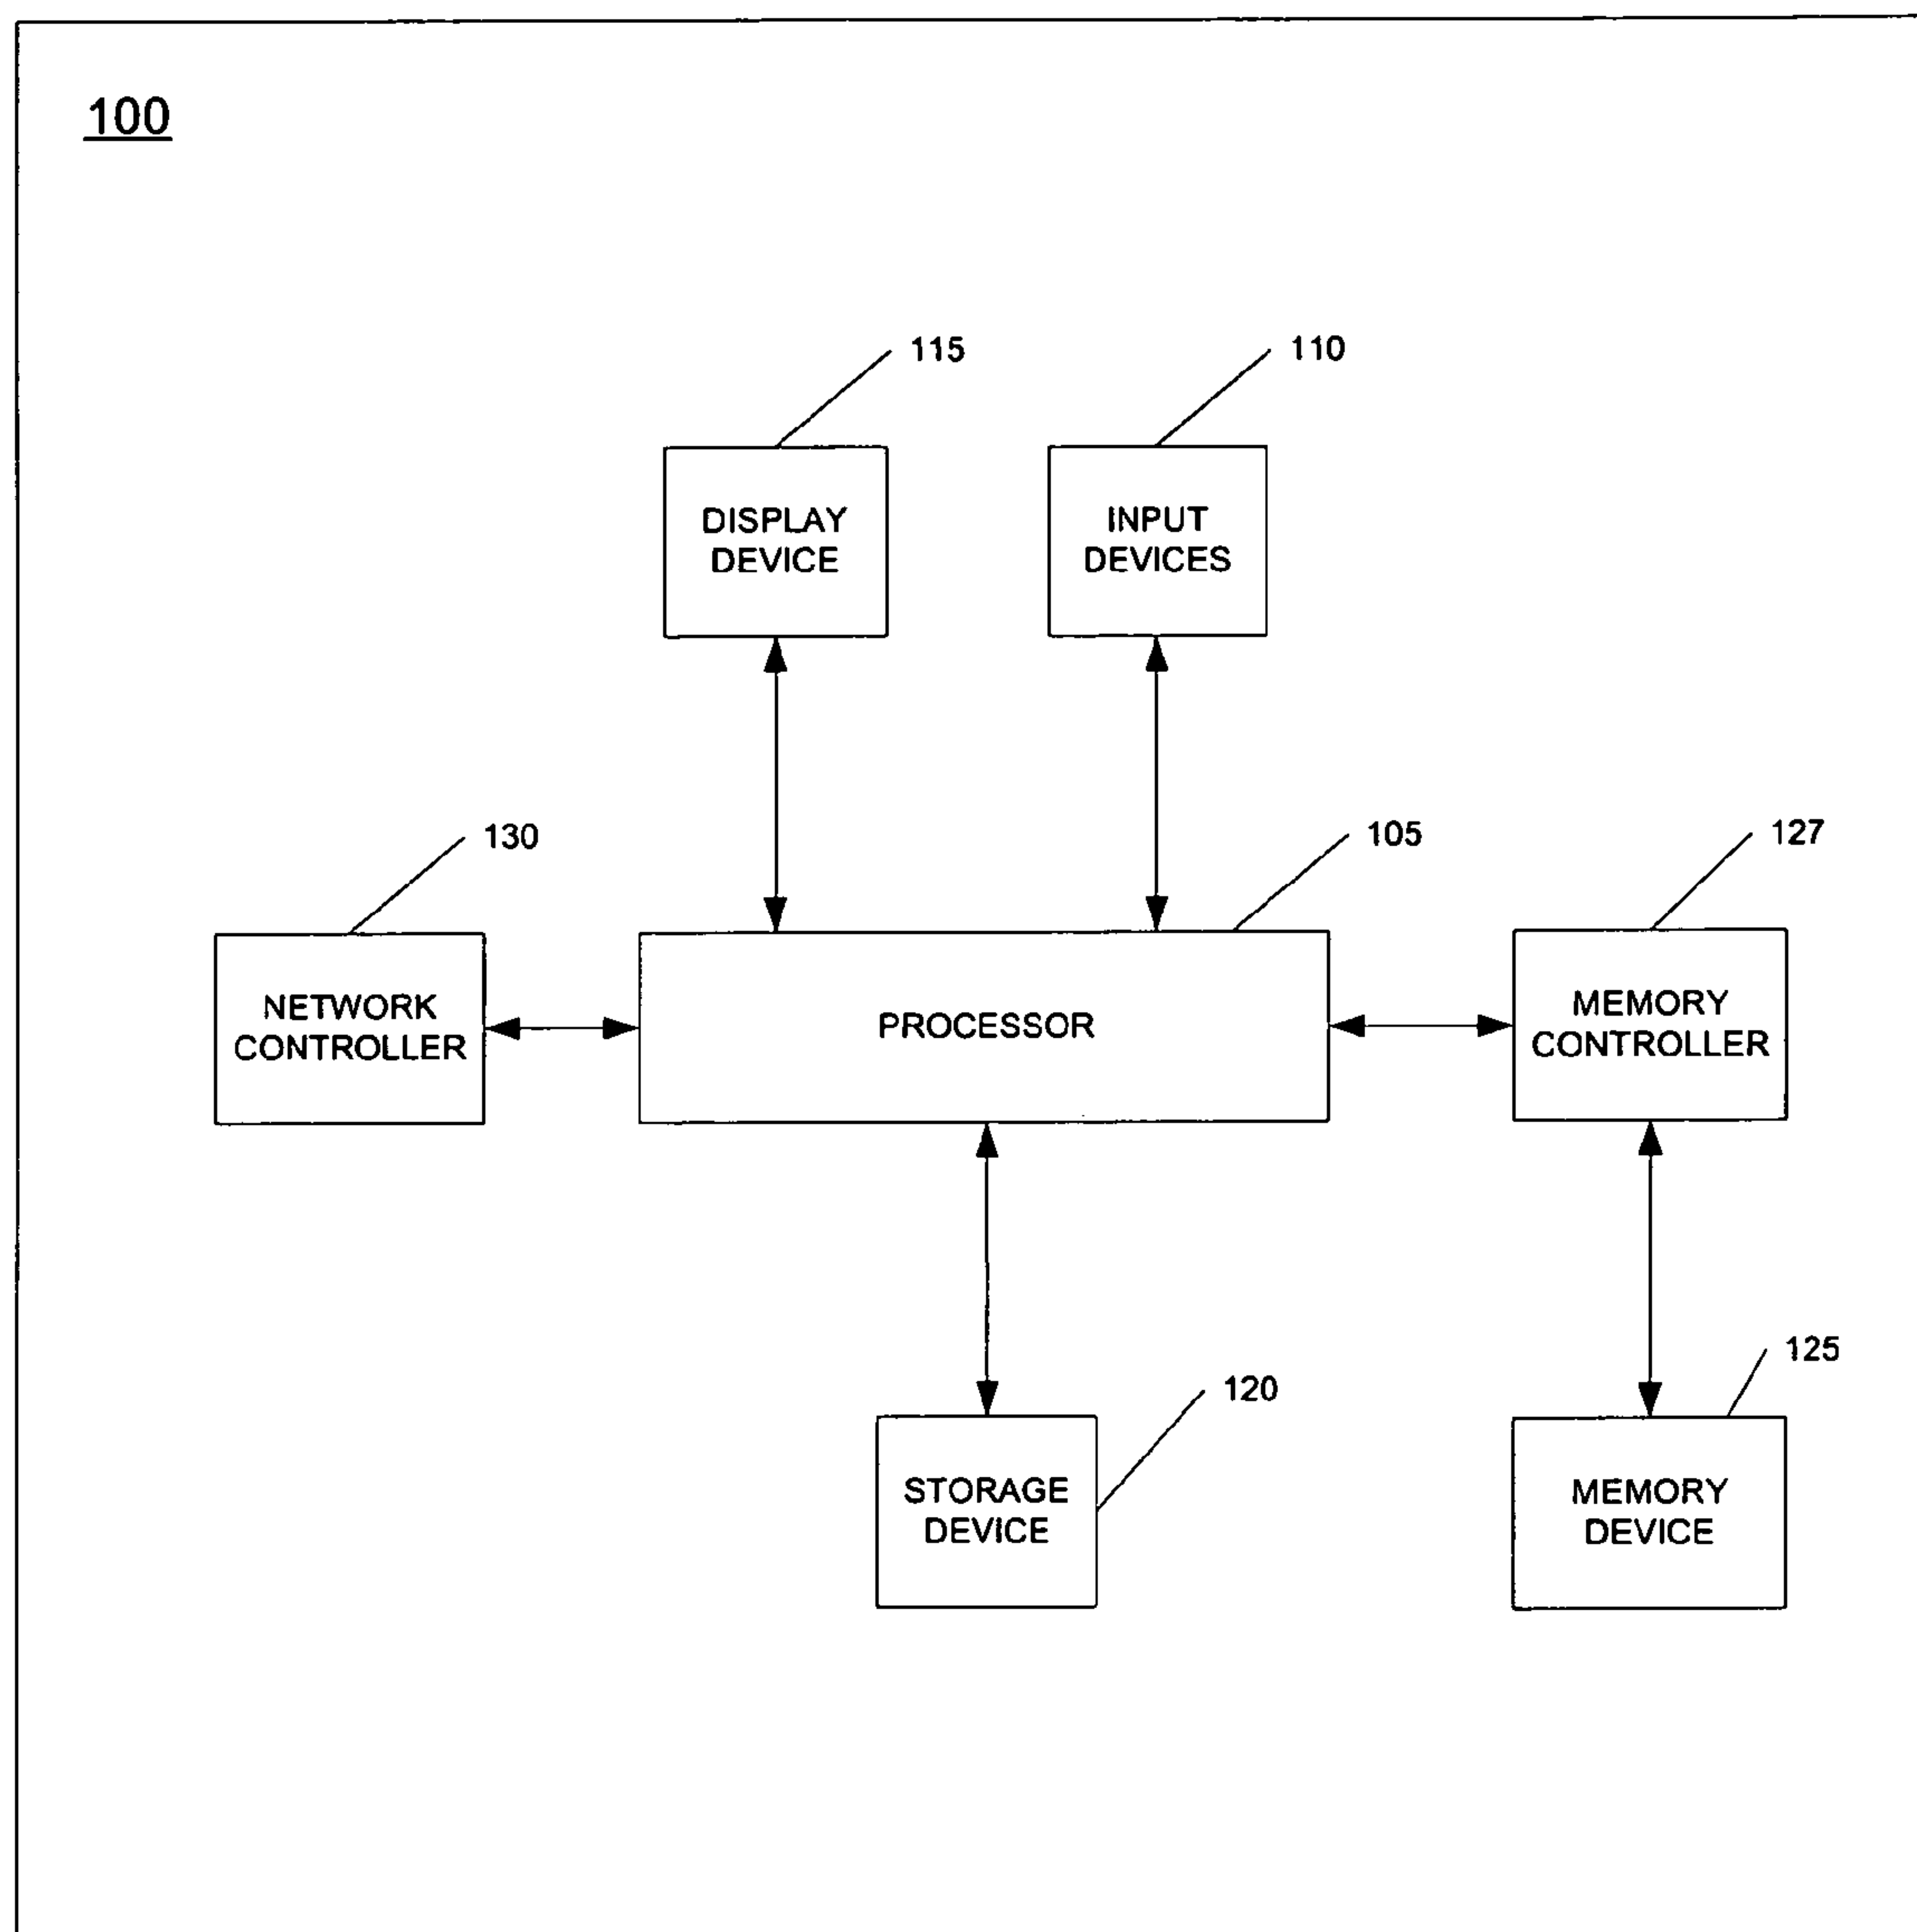 100
115
110
DISPLAY
DEVICE
INPUT
DEVICES
130
105
127
NETWORK
CONTROLLER
PROCESSOR
MEMORY
CONTROLLER
120
125
STORAGE
DEVICE
MEMORY
DEVICE